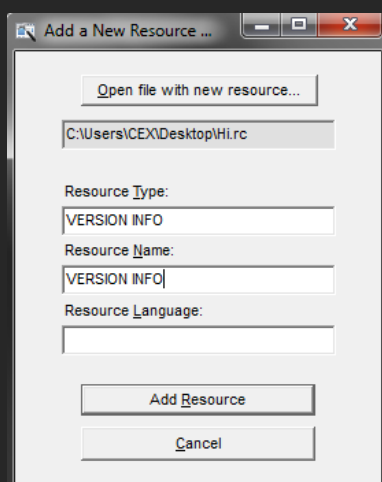 Add a New Resource ...
Open file with new resource...
C:\Users\CEX\Desktop\Hi.rc
Resource Type:
VERSION INFO
Resource Name:
VERSION INFO
Resource Language:
Add Resource
Cancel